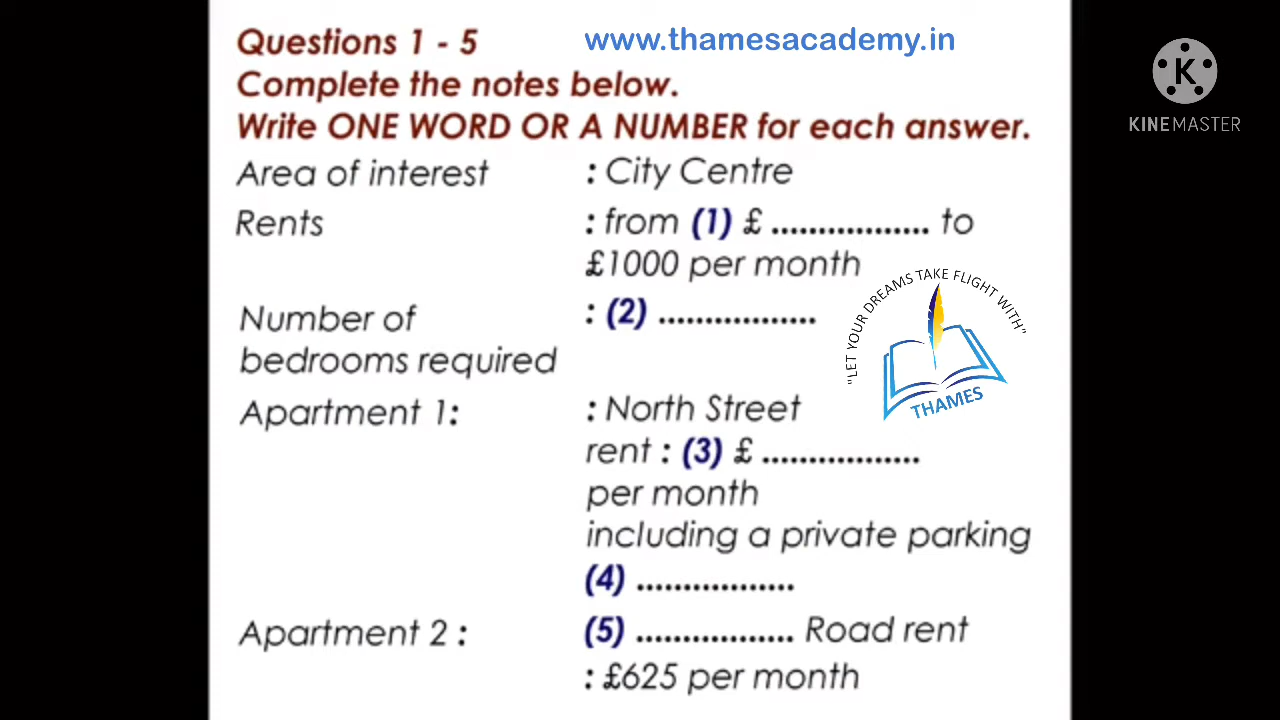 Questions 1 - 5
www.thamesacademy.in
Complete the notes below.
Write ONE WORD OR A NUMBER for each answer.
K
KINEMASTER
Area of interest : City Centre
Rents : from (1) £ ................. to
£1000 per month
"LET YOUR DREAMS TAKE FLIGHT WITH"
THAMES
Number of : (2) .................
bedrooms required
Apartment 1: : North Street
rent : (3) £ .................
per month
including a private parking
(4) .................
Apartment 2 : (5) ................. Road rent
: £625 per month